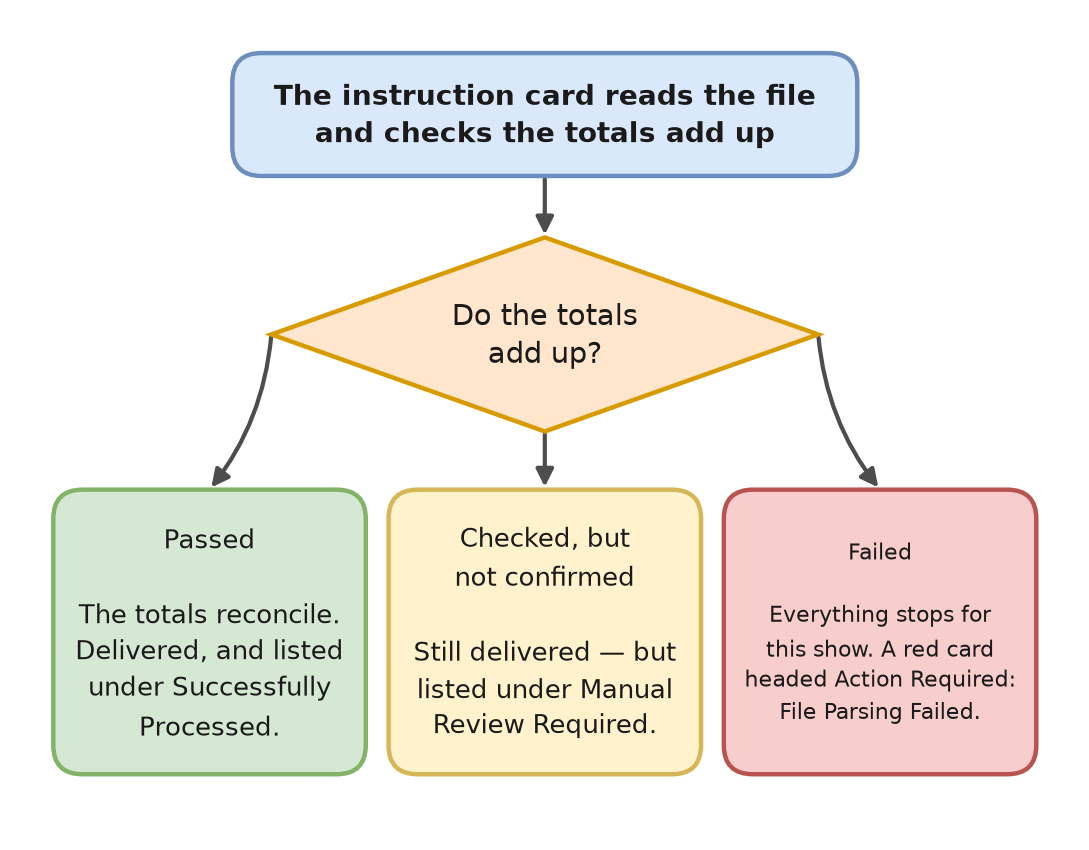 The instruction card reads the file
and checks the totals add up
Do the totals
add up?
Passed
The totals reconcile.
Delivered, and listed
under Successfully
Processed.
Checked, but
not confirmed
Still delivered — but
listed under Manual
Review Required.
Failed
Everything stops for
this show. A red card
headed Action Required:
File Parsing Failed.